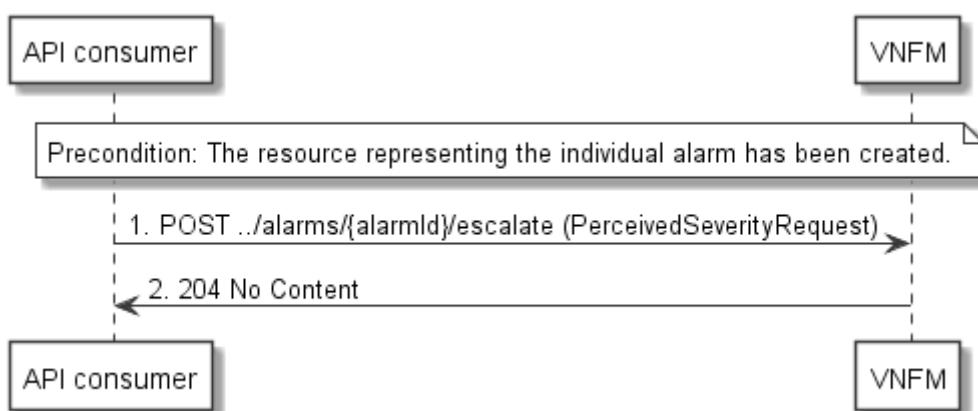 API consumer
VNFM
Precondition: The resource representing the individual alarm has been created.
1. POST ../alarms/{alarmId}/escalate (PerceivedSeverityRequest)
2. 204 No Content
API consumer
VNFM